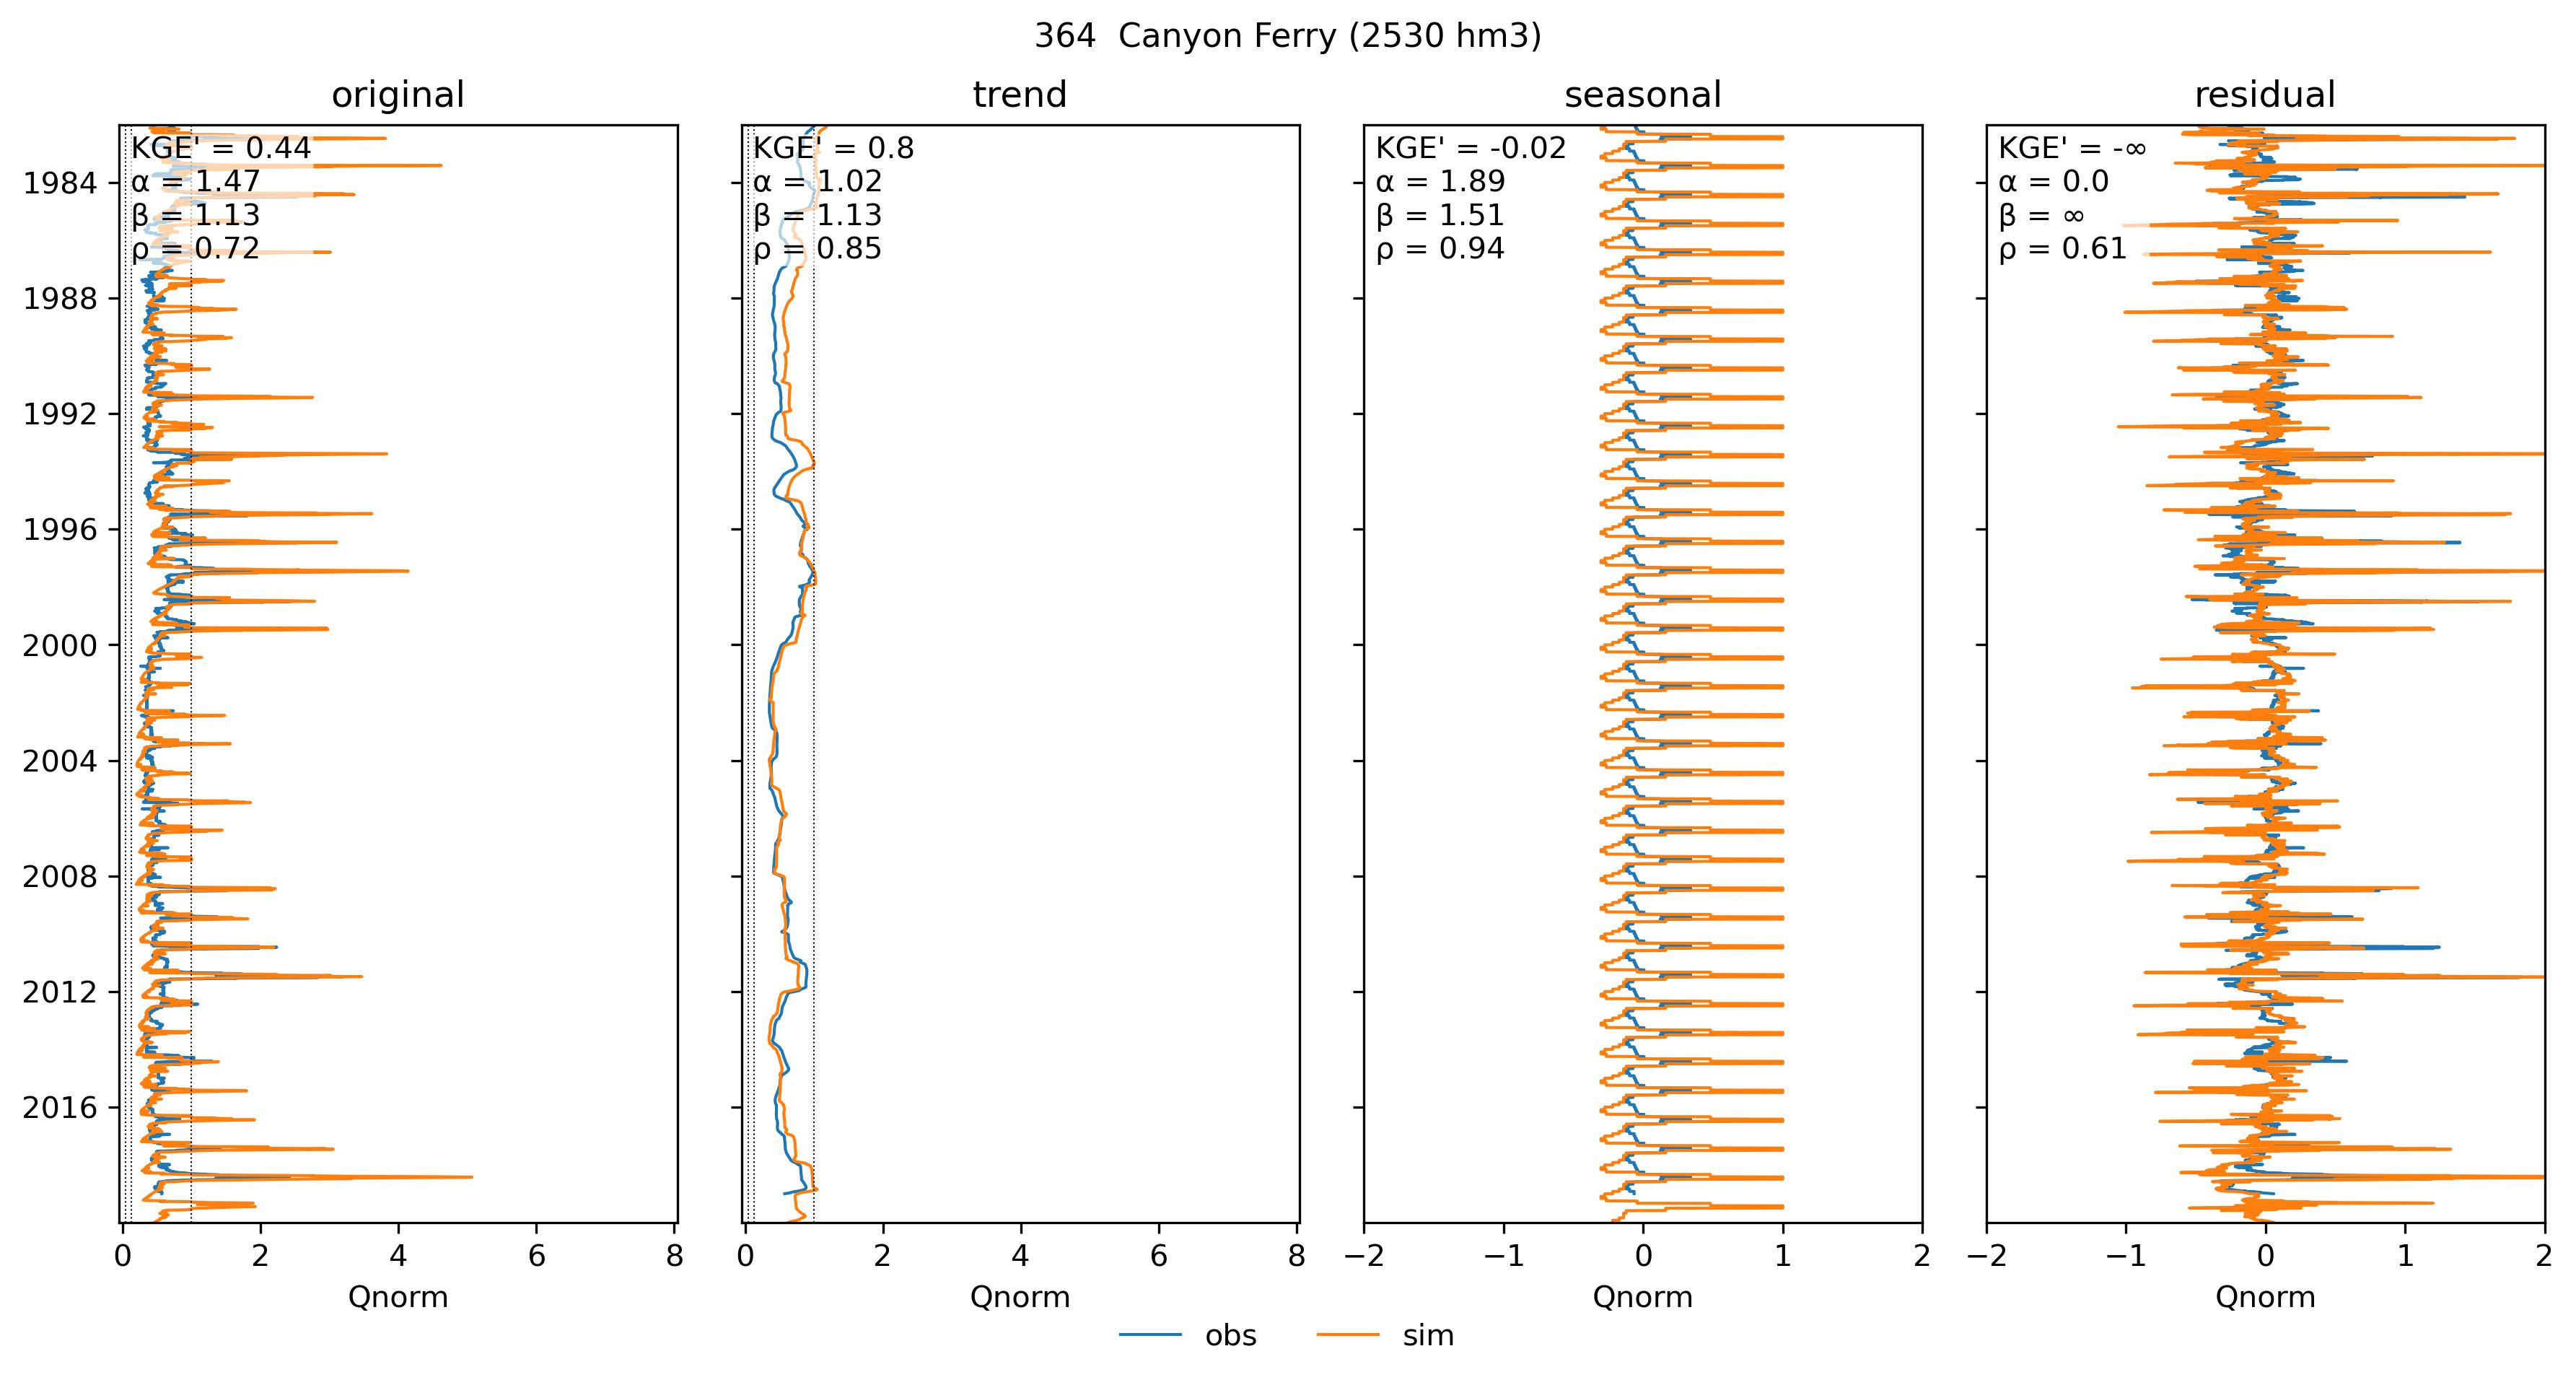 364  Canyon Ferry (2530 hm3)
original
trend
seasonal
residual
KGE' = 0.44
α = 1.47
β = 1.13
ρ = 0.72
KGE' = 0.8
α = 1.02
β = 1.13
ρ = 0.85
KGE' = -0.02
α = 1.89
β = 1.51
ρ = 0.94
KGE' = -∞
α = 0.0
β = ∞
ρ = 0.61
1984
1988
1992
1996
2000
2004
2008
2012
2016
0 2 4 6 8
0 2 4 6 8
−2 −1 0 1 2
−2 −1 0 1 2
Qnorm
Qnorm
Qnorm
Qnorm
obs
sim